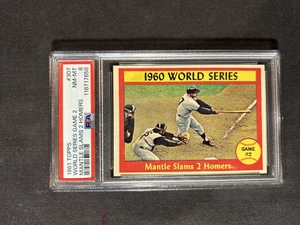 1961 TOPPS
WORLD SERIES GAME 2
MANTLE SLAMS 2 HOMERS
#307
NM-MT
8
PSA
1960 WORLD SERIES
Mantle Slams 2 Homers
GAME
#2